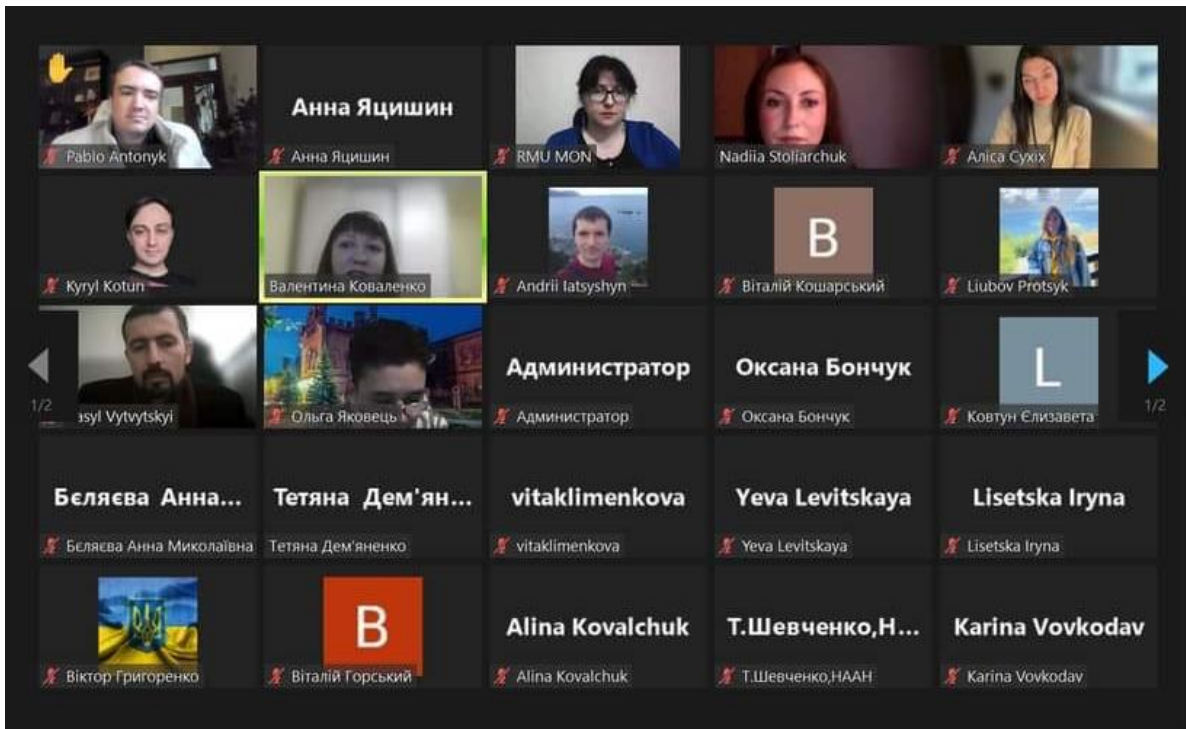 Pablo Antonyk
Анна Яцишин
Анна Яцишин
RMU MON
Nadiia Stoliarchuk
Аліса Сухіх
Kyryl Kotun
Валентина Коваленко
Andrii Iatsyshyn
В
Віталій Кошарський
Liubov Protsyk
1/2
asyl Vytvytskyi
Ольга Яковець
Администратор
Администратор
Оксана Бончук
Оксана Бончук
L
Ковтун Єлизавета
1/2
Бєляєва Анна...
Бєляєва Анна Миколаївна
Тетяна Дем'ян...
Тетяна Дем'яненко
vitaklimenkova
vitaklimenkova
Yeva Levitskaya
Yeva Levitskaya
Lisetska Iryna
Lisetska Iryna
Віктор Григоренко
В
Віталій Горський
Alina Kovalchuk
Alina Kovalchuk
Т.Шевченко,Н...
Т.Шевченко,НААН
Karina Vovkodav
Karina Vovkodav